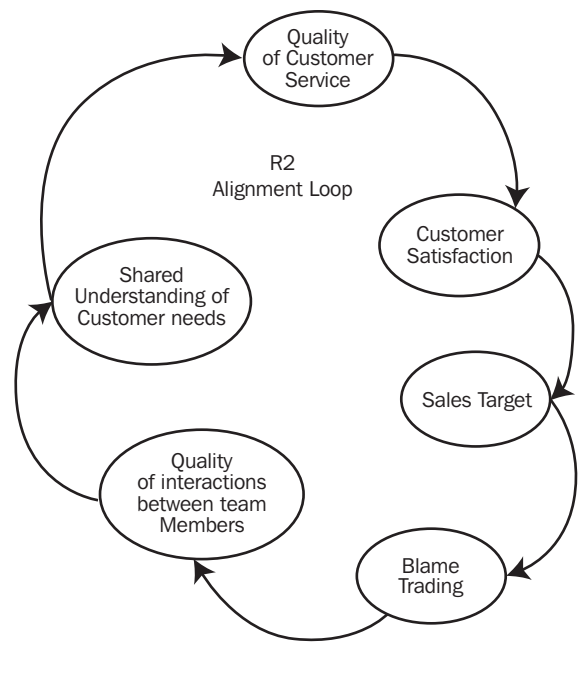 Quality
of Customer
Service
R2
Alignment Loop
Customer
Satisfaction
Shared
Understanding of
Customer needs
Sales Target
Quality
of interactions
between team
Members
Blame
Trading